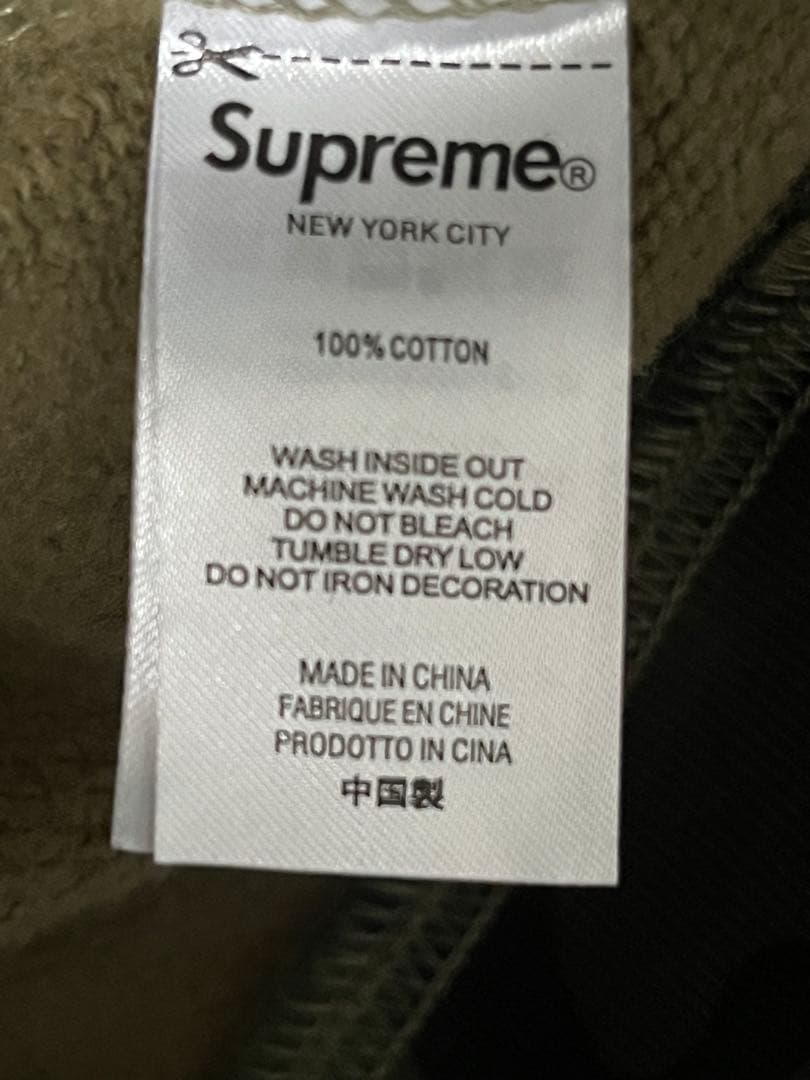 Supreme®
NEW YORK CITY
100% COTTON
WASH INSIDE OUT
MACHINE WASH COLD
DO NOT BLEACH
TUMBLE DRY LOW
DO NOT IRON DECORATION
MADE IN CHINA
FABRIQUE EN CHINE
PRODOTTO IN CINA
中国製